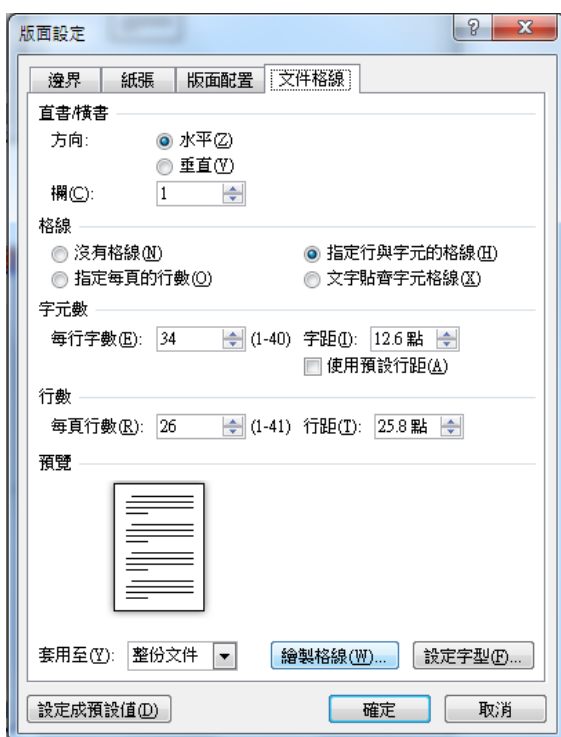 版面設定
邊界 紙張 版面配置 文件格線
直書/橫書
方向: 水平(Z)
垂直(V)
欄(C): 1
格線
沒有格線(N) 指定行與字元的格線(H)
指定每頁的行數(O) 文字貼齊字元格線(X)
字元數
每行字數(E): 34 (1-40) 字距(I): 12.6 點
使用預設行距(A)
行數
每頁行數(R): 26 (1-41) 行距(T): 25.8 點
預覽
套用至(Y): 整份文件 繪製格線(W)... 設定字型(F)...
設定成預設值(D) 確定 取消